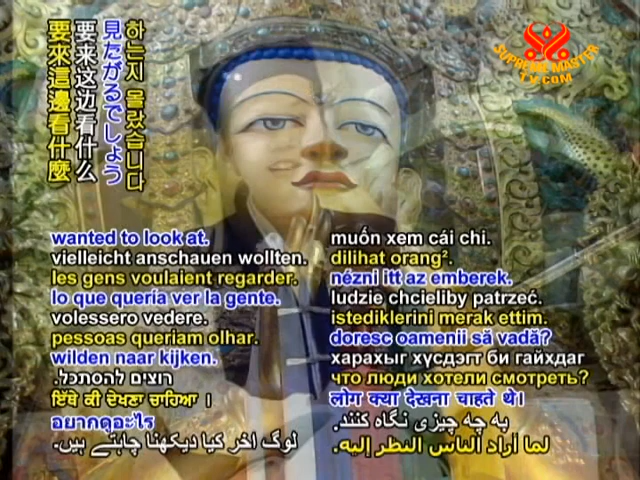 하는지 몰랐습니다
見たがるでしょう
要来这边看什么
要來這邊看什麼
SUPREME MASTER
TV.COM
wanted to look at.
vielleicht anschauen wollten.
les gens voulaient regarder.
lo que quería ver la gente.
volessero vedere.
pessoas queriam olhar.
wilden naar kijken.
רוצים להסתכל.
ਇੱਥੇ ਕੀ ਦੇਖਣਾ ਚਾਹਿਆ।
อยากดูอะไร
لوگ آخر کیا دیکھنا چاہتے ہیں.
muốn xem cái chi.
dilihat orang².
nézni itt az emberek.
ludzie chcieliby patrzeć.
istediklerini merak ettim.
doresc oamenii să vadă?
харахыг хүсдэгт би гайхдаг
что люди хотели смотреть?
लोग क्या देखना चाहते थे।
به چه چیزی نگاه کنند.
لما أراد الناس النظر إليه.